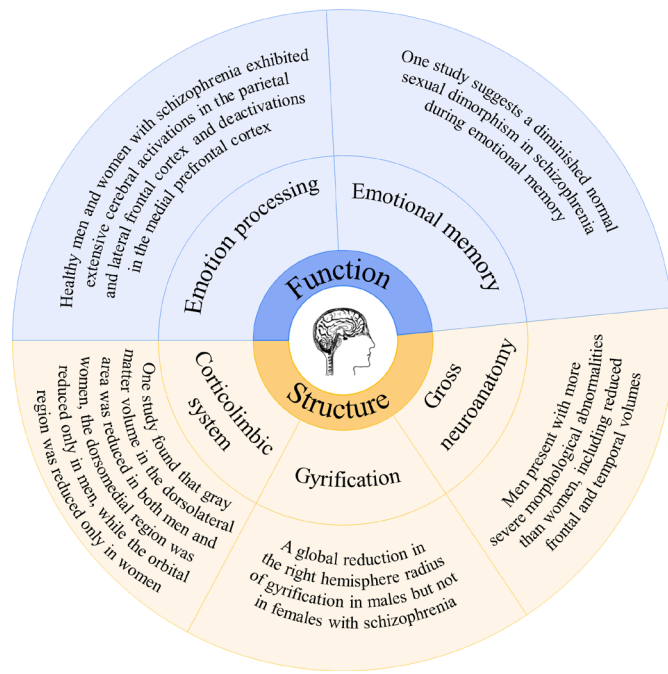 Healthy men and women with schizophrenia exhibited
extensive cerebral activations in the parietal
and lateral frontal cortex and deactivations
in the medial prefrontal cortex
One study suggests a diminished normal
sexual dimorphism in schizophrenia
during emotional memory
Emotion processing
Emotional memory
Function
Structure
Corticolimbic
system
Gyrification
Gross
neuroanatomy
One study found that gray
matter volume in the dorsolateral
area was reduced in both men and
women, the dorsomedial region was
reduced only in men, while the orbital
region was reduced only in women
A global reduction in
the right hemisphere radius
of gyrification in males but not
in females with schizophrenia
Men present with more
severe morphological abnormalities
than women, including reduced
frontal and temporal volumes